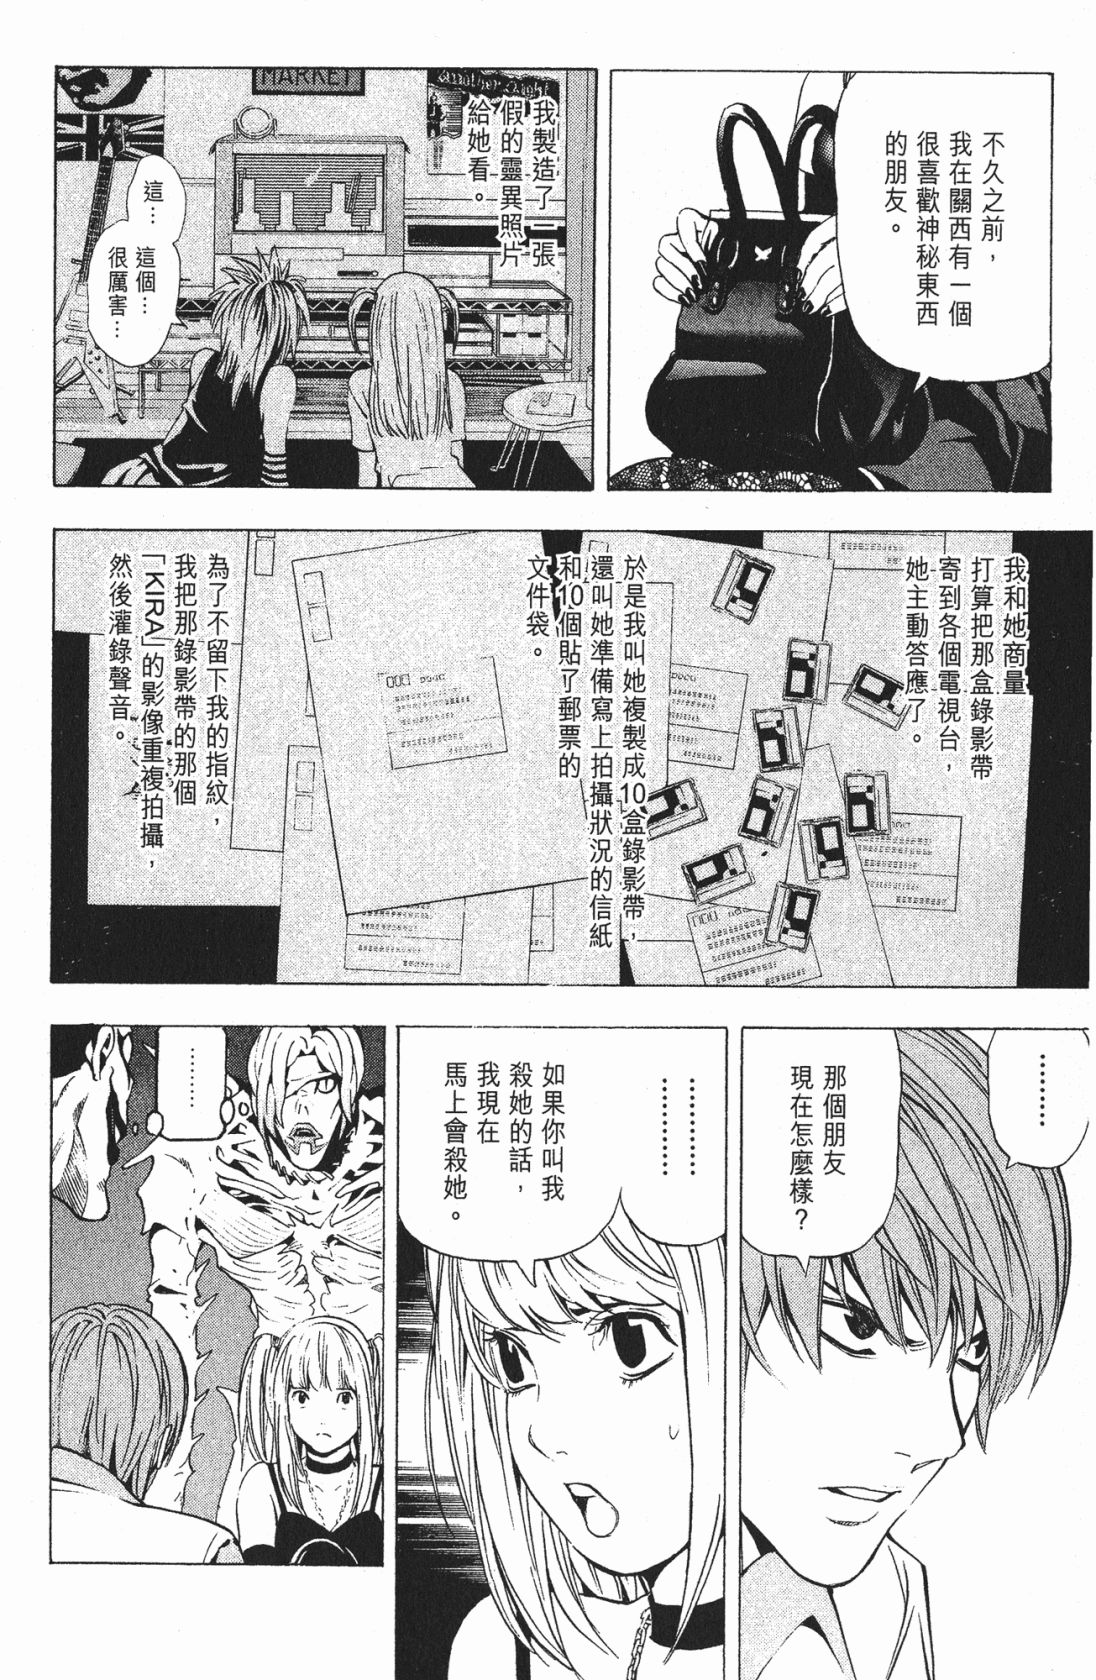 不久之前，
我在關西有一個
很喜歡神秘東西
的朋友。
MARKET
Another Night
我製造了一張
假的靈異照片
給她看。
這…
這個…
很厲害…
我和她商量
打算把那盒錄影帶
寄到各個電視台，
她主動答應了。
於是我叫她複製成10盒錄影帶，
還叫她準備寫上拍攝狀況的信紙
和10個貼了郵票的
文件袋。
為了不留下我的指紋，
我把那錄影帶的那個
「KIRA」的影像重複拍攝，
然後灌錄聲音。
………
那個朋友
現在怎麼樣？
…………
…………
如果你叫我
殺她的話，
我現在
馬上會殺她。
………